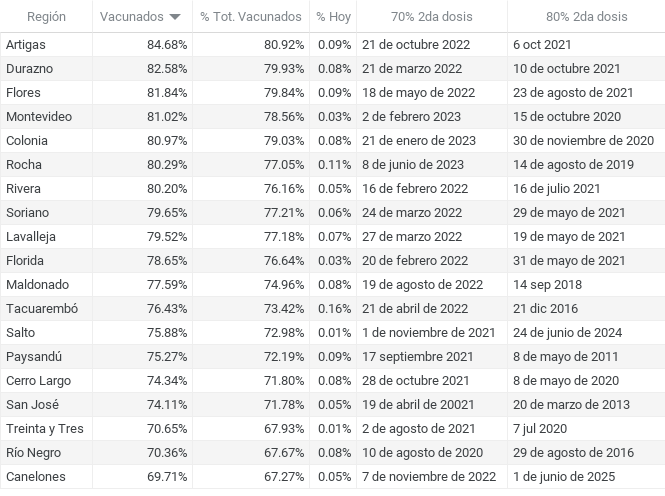 Región Vacunados % Tot. Vacunados % Hoy 70% 2da dosis 80% 2da dosis
Artigas 84.68% 80.92% 0.09% 21 de octubre 2022 6 oct 2021
Durazno 82.58% 79.93% 0.08% 21 de marzo 2022 10 de octubre 2021
Flores 81.84% 79.84% 0.09% 18 de mayo de 2022 23 de agosto de 2021
Montevideo 81.02% 78.56% 0.03% 2 de febrero 2023 15 de octubre 2020
Colonia 80.97% 79.03% 0.08% 21 de enero de 2023 30 de noviembre de 2020
Rocha 80.29% 77.05% 0.11% 8 de junio de 2023 14 de agosto de 2019
Rivera 80.20% 76.16% 0.05% 16 de febrero 2022 16 de julio 2021
Soriano 79.65% 77.21% 0.06% 24 de marzo 2022 29 de mayo de 2021
Lavalleja 79.52% 77.18% 0.07% 27 de marzo 2022 19 de mayo de 2021
Florida 78.65% 76.64% 0.03% 20 de febrero 2022 31 de mayo de 2021
Maldonado 77.59% 74.96% 0.08% 19 de agosto de 2022 14 sep 2018
Tacuarembó 76.43% 73.42% 0.16% 21 de abril de 2022 21 dic 2016
Salto 75.88% 72.98% 0.01% 1 de noviembre de 2021 24 de junio de 2024
Paysandú 75.27% 72.19% 0.09% 17 septiembre 2021 8 de mayo de 2011
Cerro Largo 74.34% 71.80% 0.08% 28 de octubre 2021 8 de mayo de 2020
San José 74.11% 71.78% 0.05% 19 de abril de 20021 20 de marzo de 2013
Treinta y Tres 70.65% 67.93% 0.01% 2 de agosto de 2021 7 jul 2020
Río Negro 70.36% 67.67% 0.08% 10 de agosto de 2020 29 de agosto de 2016
Canelones 69.71% 67.27% 0.05% 7 de noviembre de 2022 1 de junio de 2025